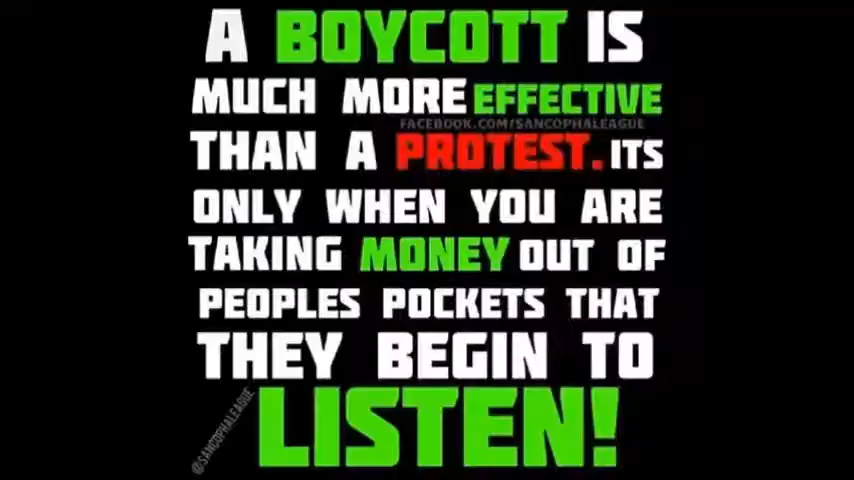 A BOYCOTT IS
MUCH MORE EFFECTIVE
FACEBOOK.COM/SANCOPHALEAGUE
THAN A PROTEST. ITS
ONLY WHEN YOU ARE
TAKING MONEY OUT OF
PEOPLES POCKETS THAT
THEY BEGIN TO
LISTEN!
@SANCOPHALEAGUE